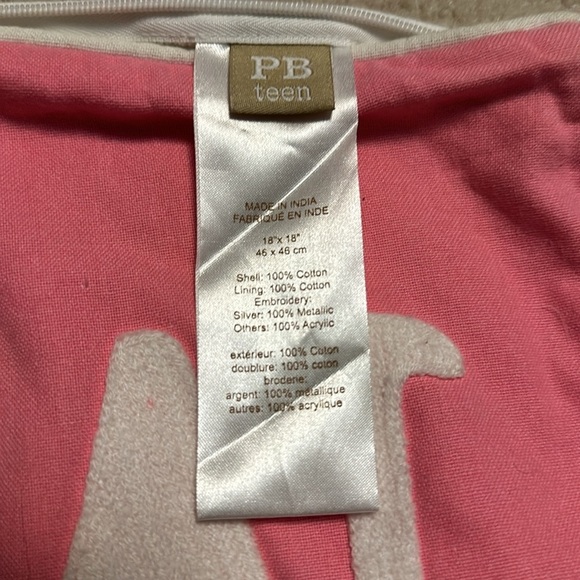 PB
teen
MADE IN INDIA
FABRIQUÉ EN INDE
18"x 18"
46 x 46 cm
Shell: 100% Cotton
Lining: 100% Cotton
Embroidery:
Silver: 100% Metallic
Others: 100% Acrylic
extérieur: 100% Coton
doublure: 100% coton
broderie:
argent: 100% métallique
autres: 100% acrylique